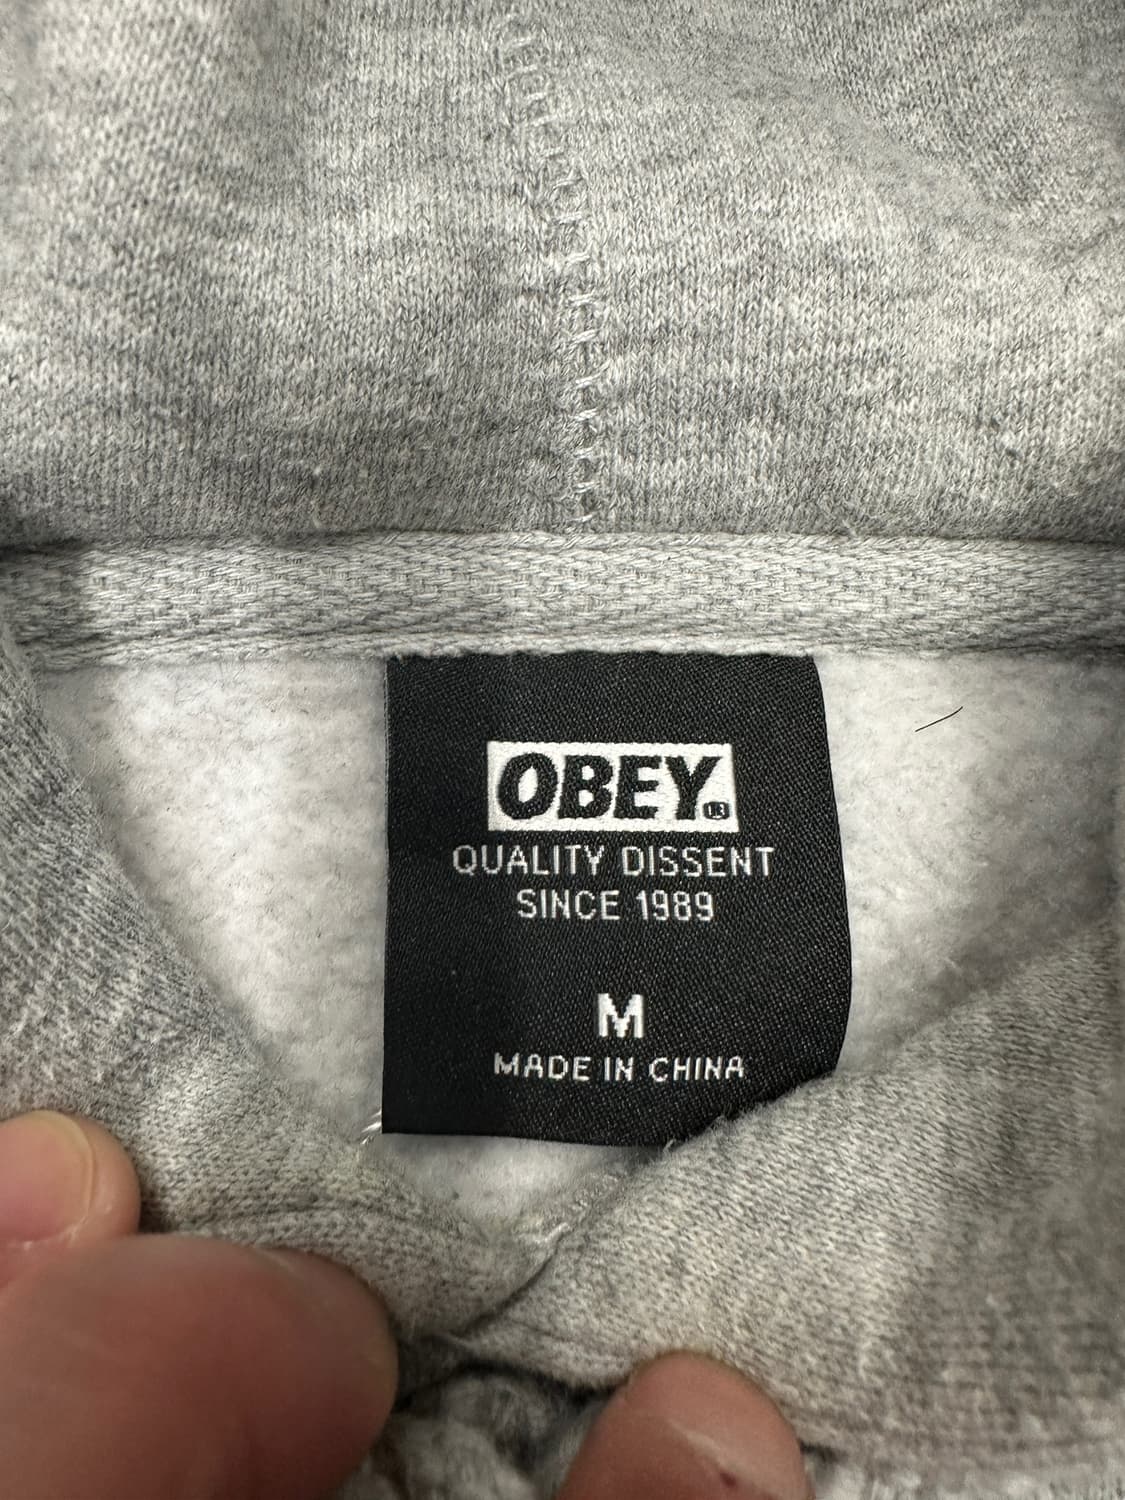 OBEY®
QUALITY DISSENT
SINCE 1989
M
MADE IN CHINA